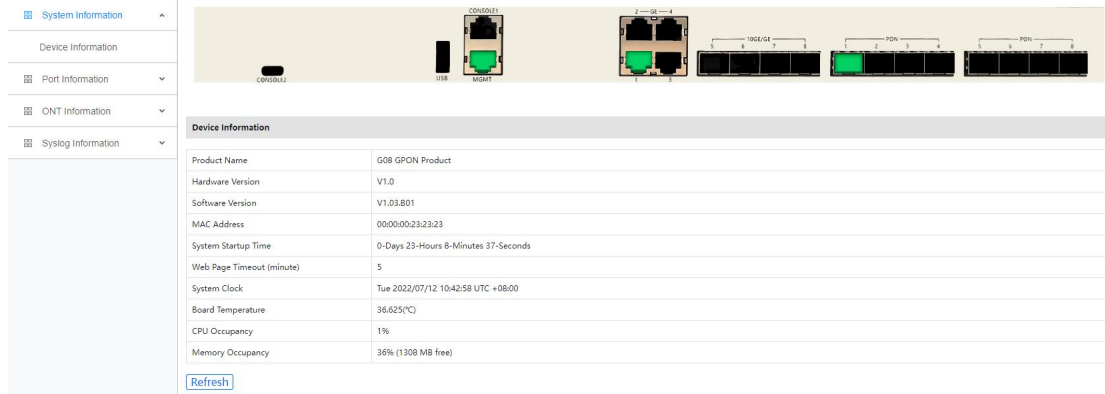 System Information
Device Information
Port Information
ONT Information
Syslog Information
CONSOLE2
USB
CONSOLE1
MGMT
2 GE 4
1 3
10GE/GE
5 6 7 8
PON
1 2 3 4
PON
5 6 7 8
Device Information
Product Name G08 GPON Product
Hardware Version V1.0
Software Version V1.03.B01
MAC Address 00:00:00:23:23:23
System Startup Time 0-Days 23-Hours 8-Minutes 37-Seconds
Web Page Timeout (minute) 5
System Clock Tue 2022/07/12 10:42:58 UTC +08:00
Board Temperature 36.625(℃)
CPU Occupancy 1%
Memory Occupancy 36% (1308 MB free)
Refresh